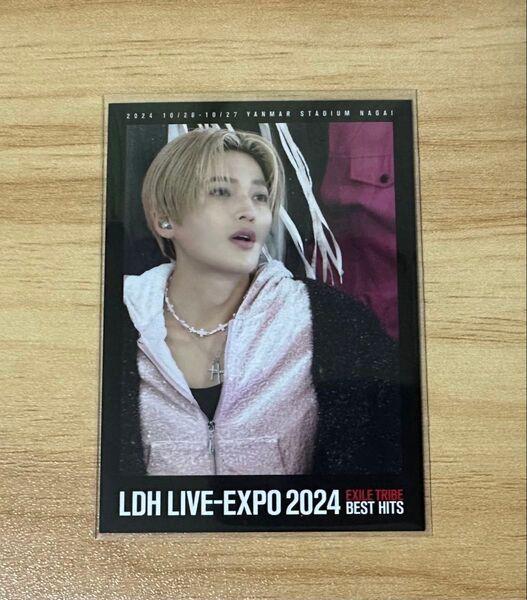 2024 10/26-10/27 YANMAR STADIUM NAGAI
LDH LIVE-EXPO 2024 EXILE TRIBE
BEST HITS